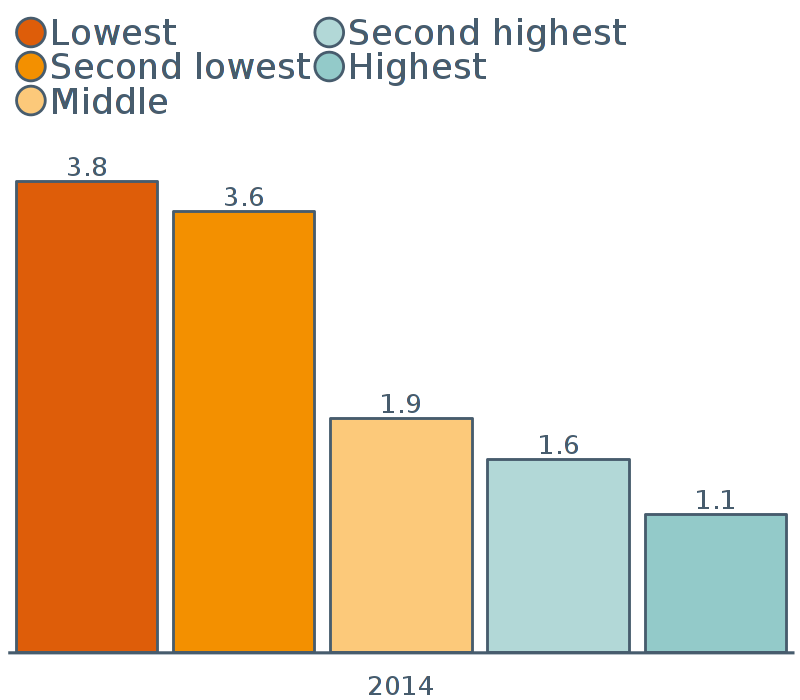 Lowest
Second lowest
Middle
Second highest
Highest
3.8
3.6
1.9
1.6
1.1
2014